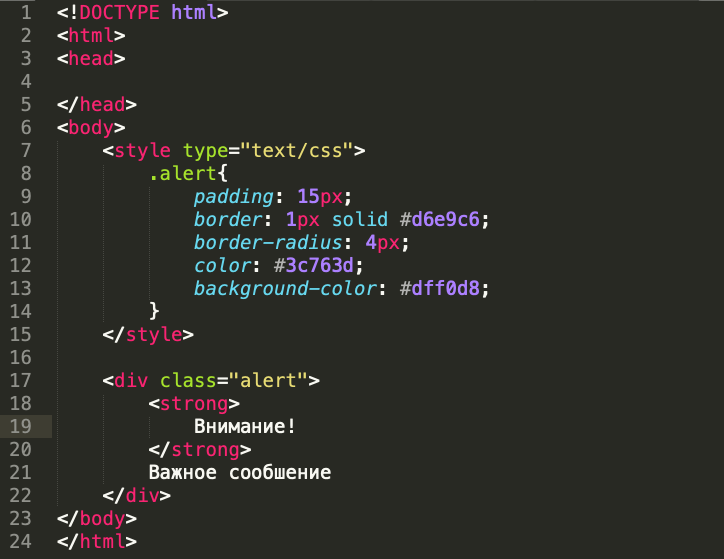 1 <!DOCTYPE html>
2 <html>
3 <head>
4
5 </head>
6 <body>
7     <style type="text/css">
8         .alert{
9             padding: 15px;
10             border: 1px solid #d6e9c6;
11             border-radius: 4px;
12             color: #3c763d;
13             background-color: #dff0d8;
14         }
15     </style>
16
17     <div class="alert">
18         <strong>
19             Внимание!
20         </strong>
21         Важное сообшение
22     </div>
23 </body>
24 </html>